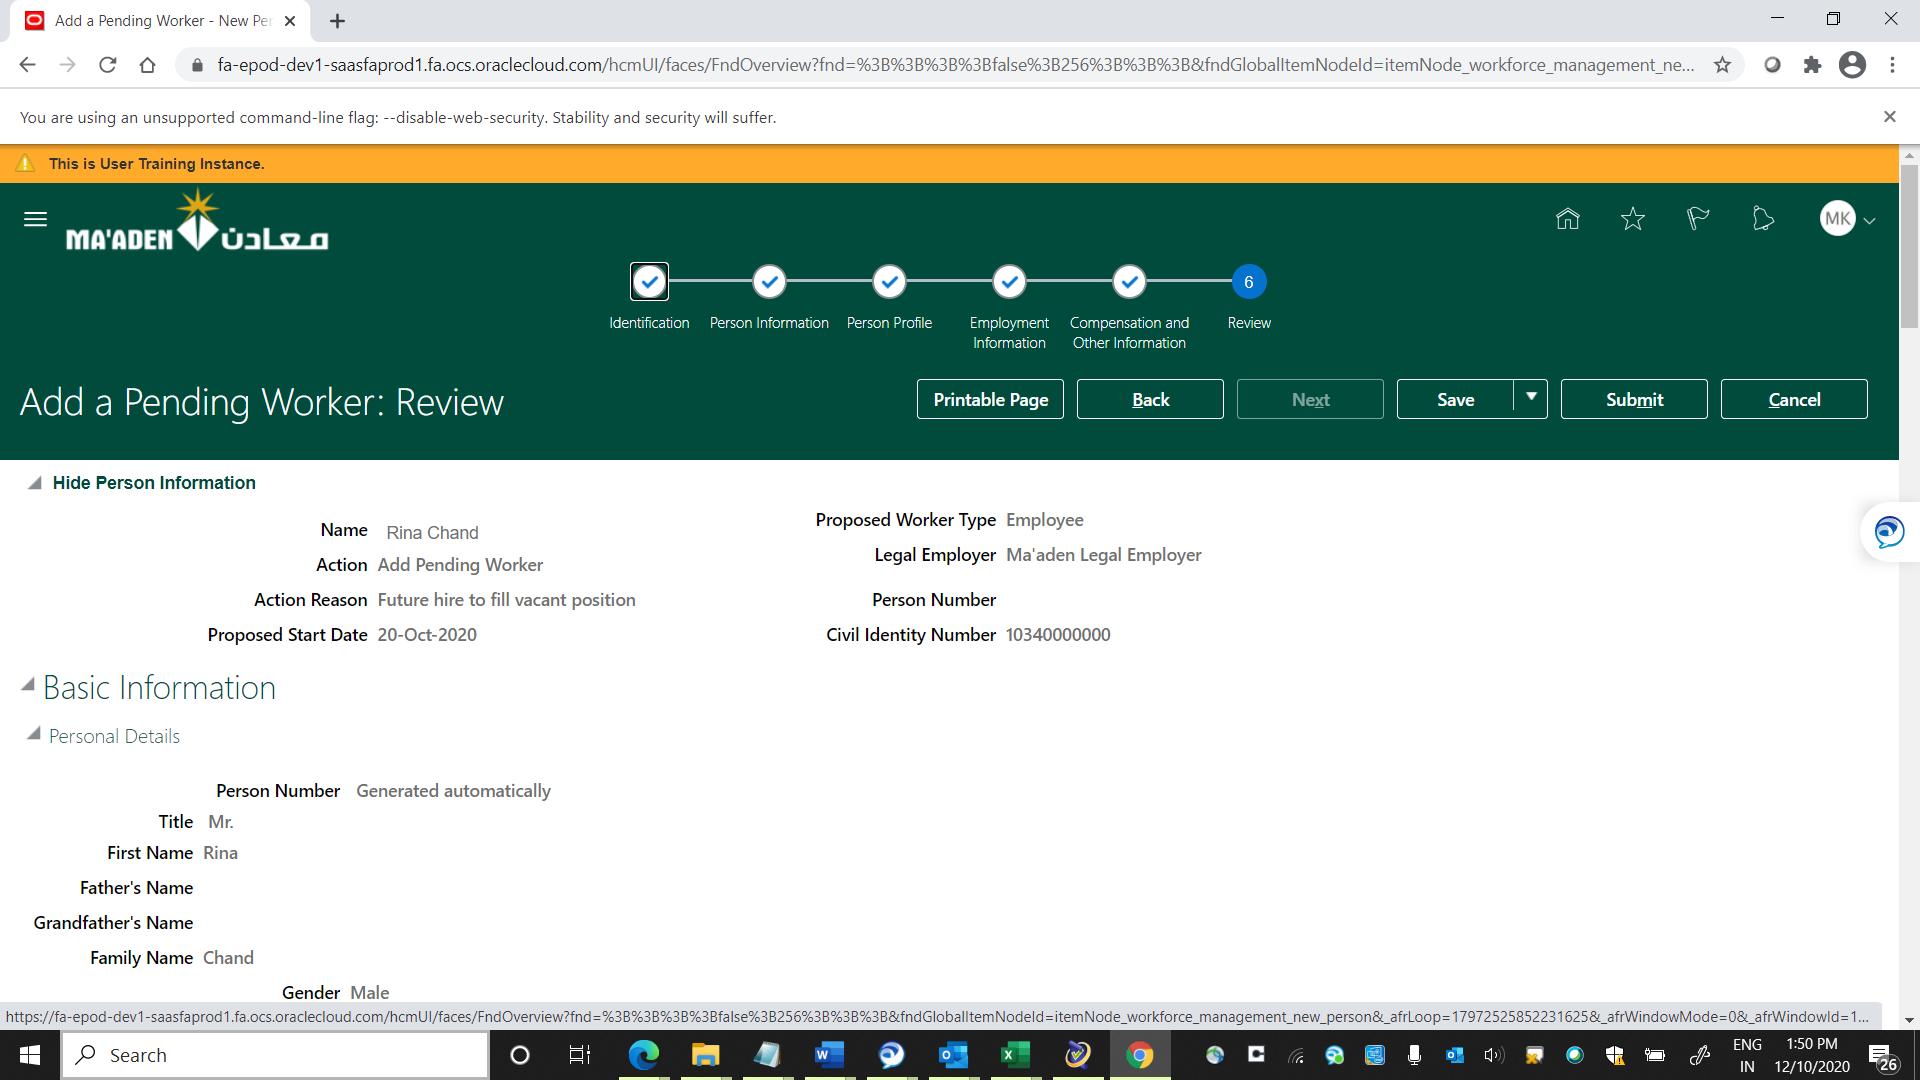 Add a Pending Worker - New Per
fa-epod-dev1-saasfaprod1.fa.ocs.oraclecloud.com/hcmUI/faces/FndOverview?fnd=%3B%3B%3B%3Bfalse%3B256%3B%3B%3B&fndGlobalItemNodeId=itemNode_workforce_management_ne...
You are using an unsupported command-line flag: --disable-web-security. Stability and security will suffer.
This is User Training Instance.
MA'ADEN معادن
MK
6
Identification Person Information Person Profile Employment Information Compensation and Other Information Review
Add a Pending Worker: Review
Printable Page Back Next Save Submit Cancel
Hide Person Information
Name Rina Chand
Action Add Pending Worker
Action Reason Future hire to fill vacant position
Proposed Start Date 20-Oct-2020
Proposed Worker Type Employee
Legal Employer Ma'aden Legal Employer
Person Number
Civil Identity Number 10340000000
Basic Information
Personal Details
Person Number Generated automatically
Title Mr.
First Name Rina
Father's Name
Grandfather's Name
Family Name Chand
Gender Male
https://fa-epod-dev1-saasfaprod1.fa.ocs.oraclecloud.com/hcmUI/faces/FndOverview?fnd=%3B%3B%3B%3Bfalse%3B256%3B%3B%3B&fndGlobalItemNodeId=itemNode_workforce_management_new_person&_afrLoop=17972525852231625&_afrWindowMode=0&_afrWindowId=1...
Search
ENG
IN
1:50 PM
12/10/2020
26